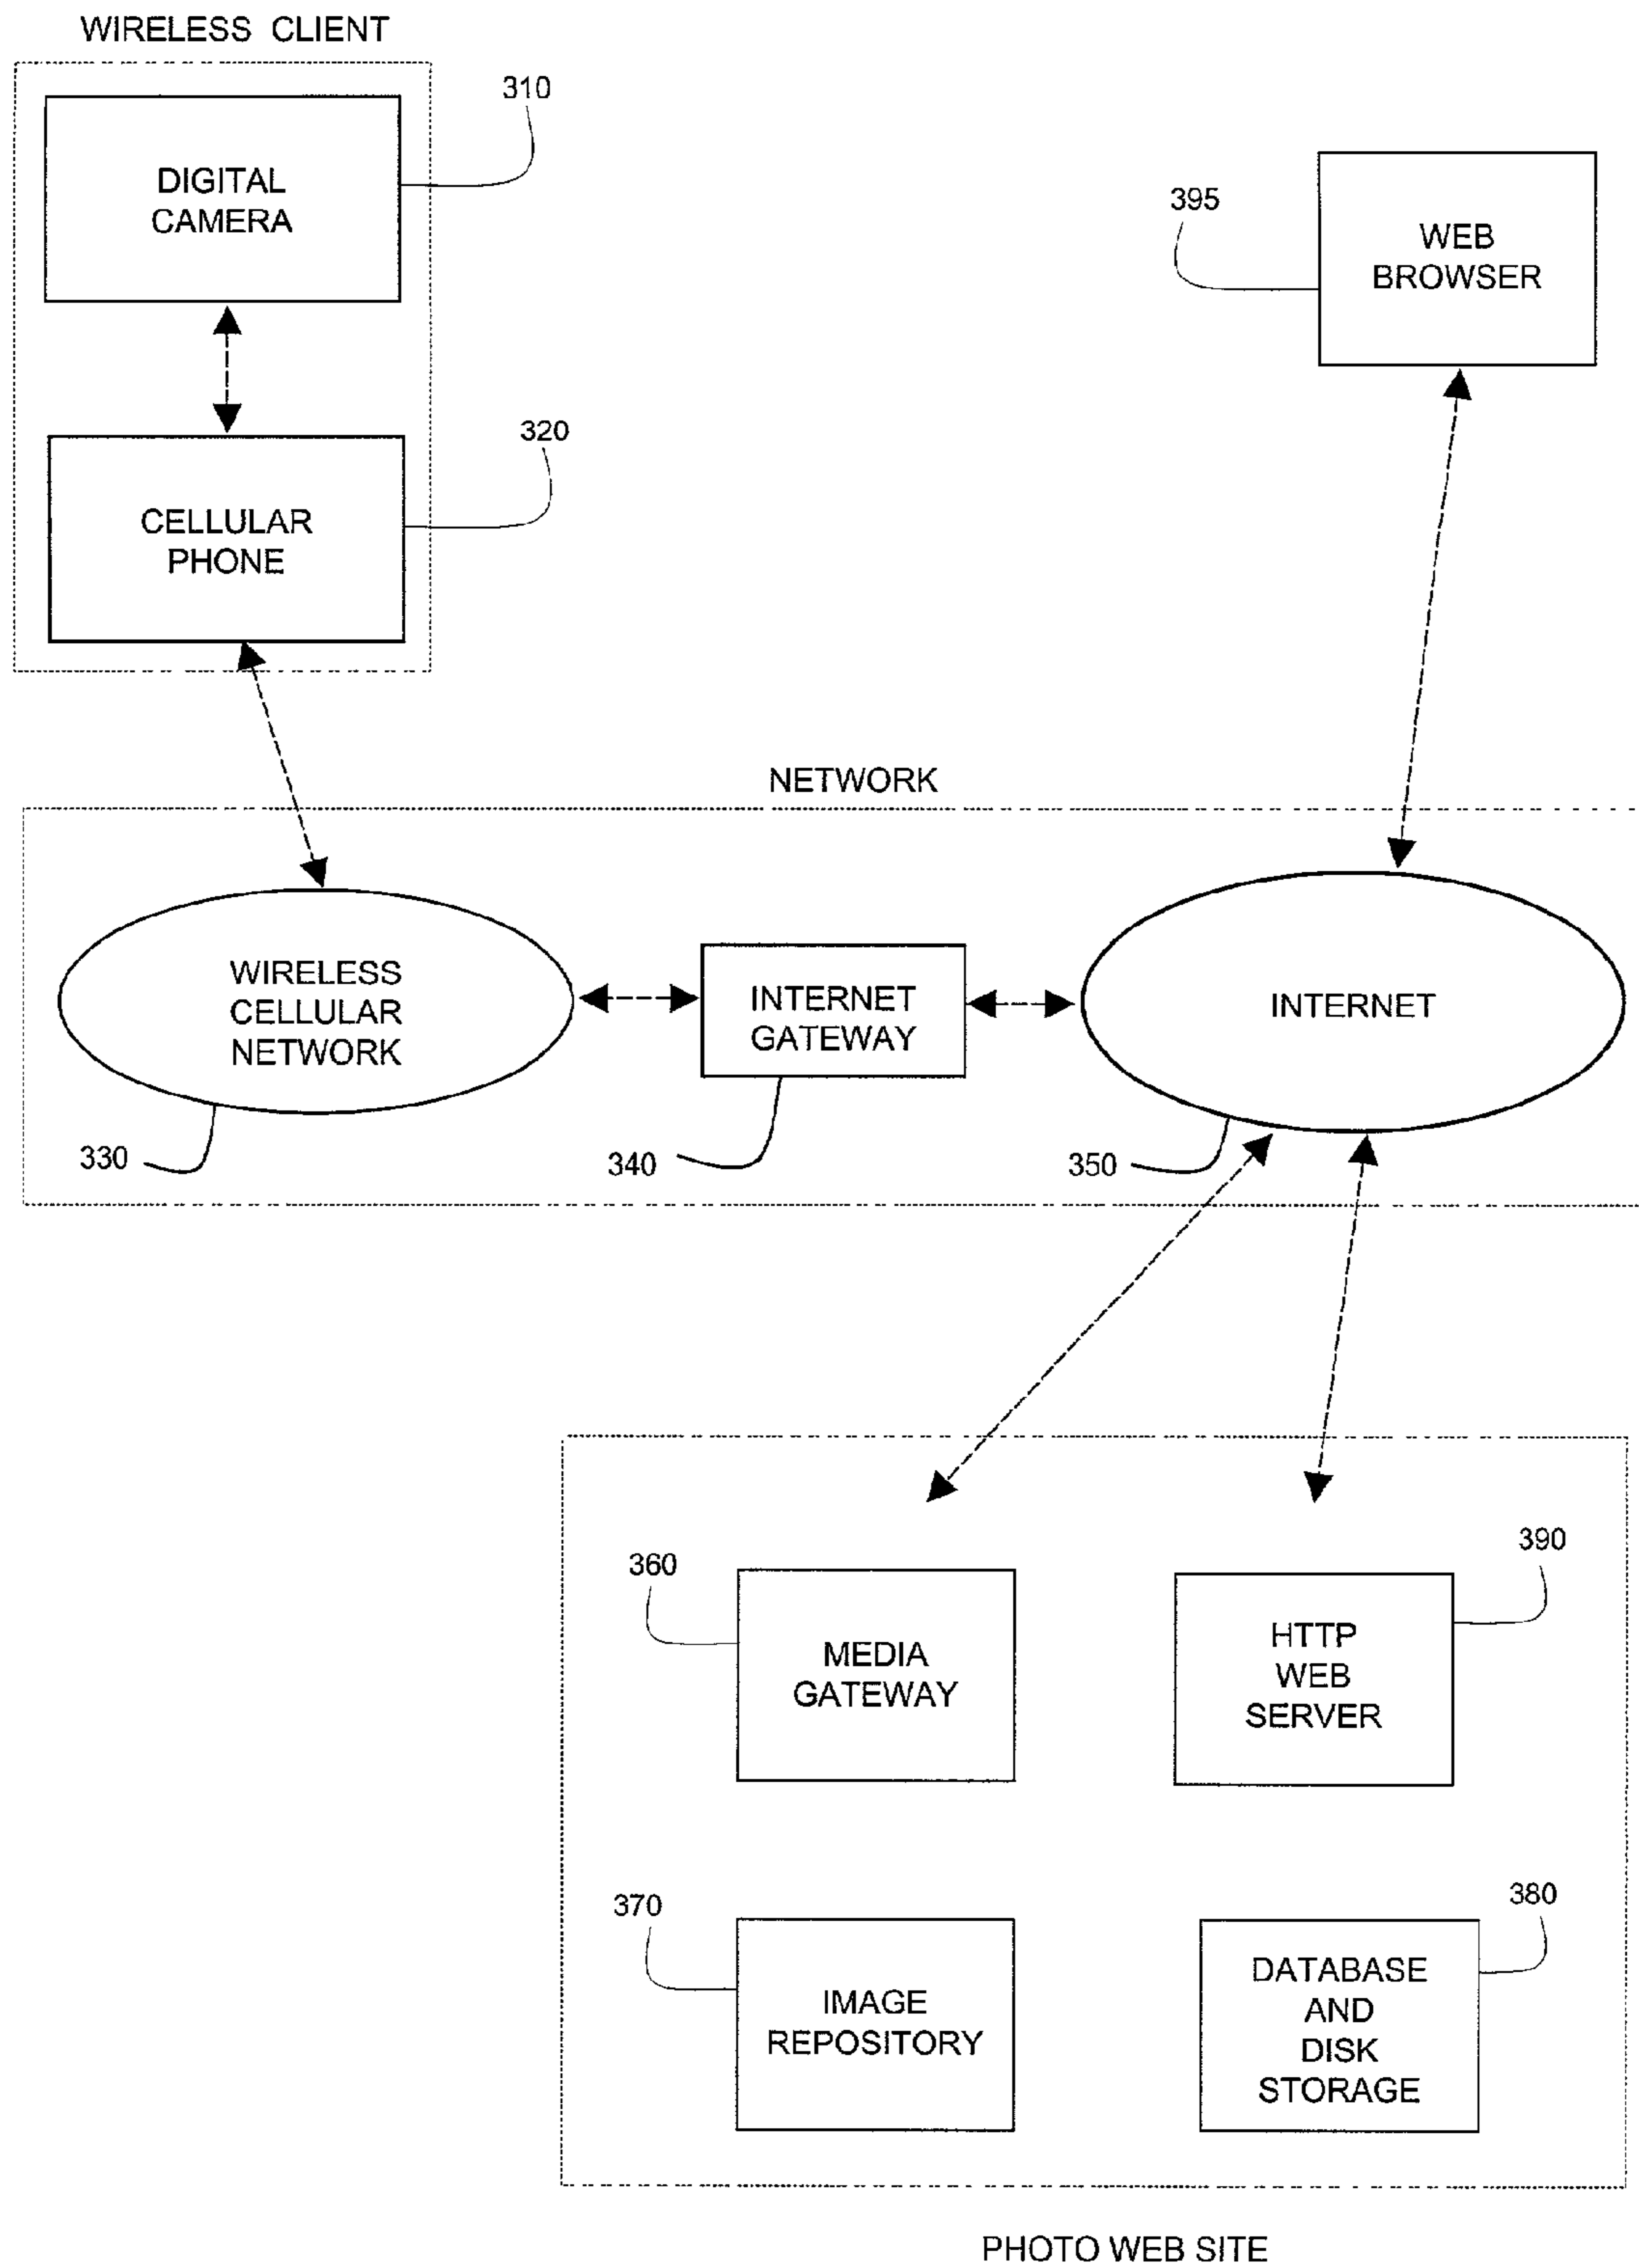 WIRELESS CLIENT
310
DIGITAL
CAMERA
395
WEB
BROWSER
320
CELLULAR
PHONE
NETWORK
WIRELESS
CELLULAR
NETWORK
INTERNET
GATEWAY
INTERNET
330
340
350
360
390
MEDIA
GATEWAY
HTTP
WEB
SERVER
370
380
IMAGE
REPOSITORY
DATABASE
AND
DISK
STORAGE
PHOTO WEB SITE